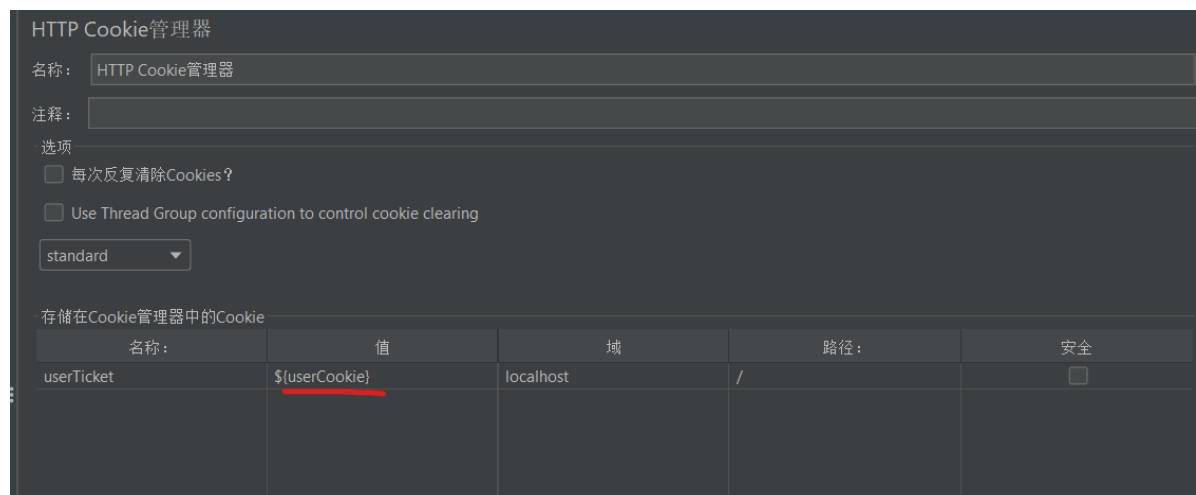 HTTP Cookie管理器
名称： HTTP Cookie管理器
注释：
选项
每次反复清除Cookies？
Use Thread Group configuration to control cookie clearing
standard
存储在Cookie管理器中的Cookie
名称： 值 域 路径： 安全
userTicket ${userCookie} localhost /